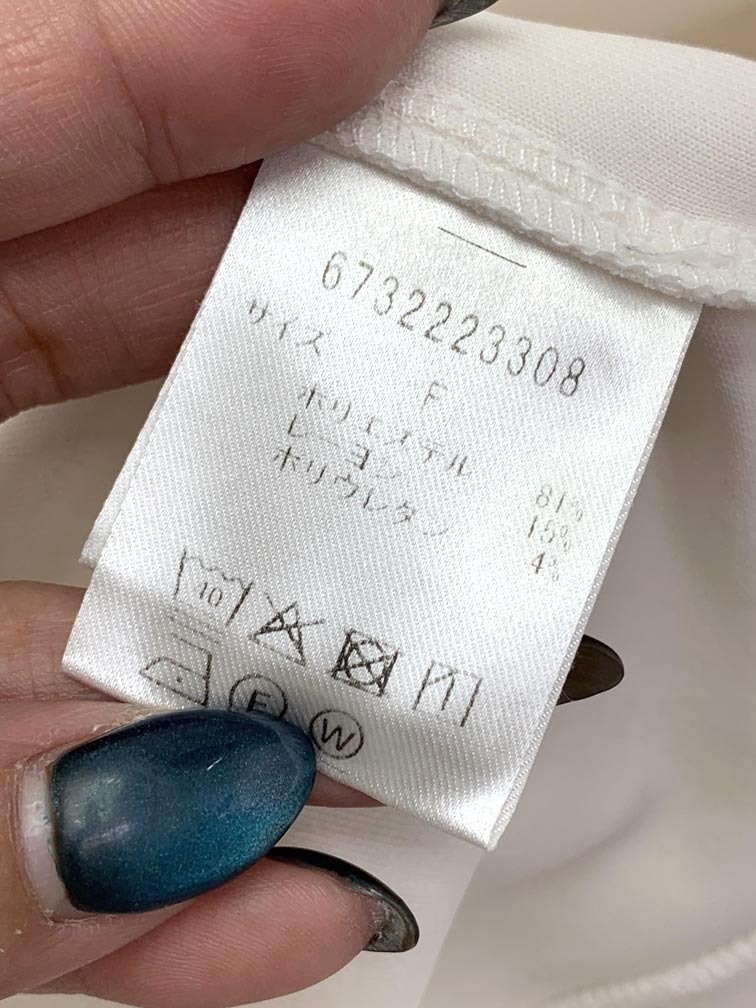 6732223308
サイズ F
ポリエステル 81%
レーヨン 15%
ポリウレタン 4%
F W